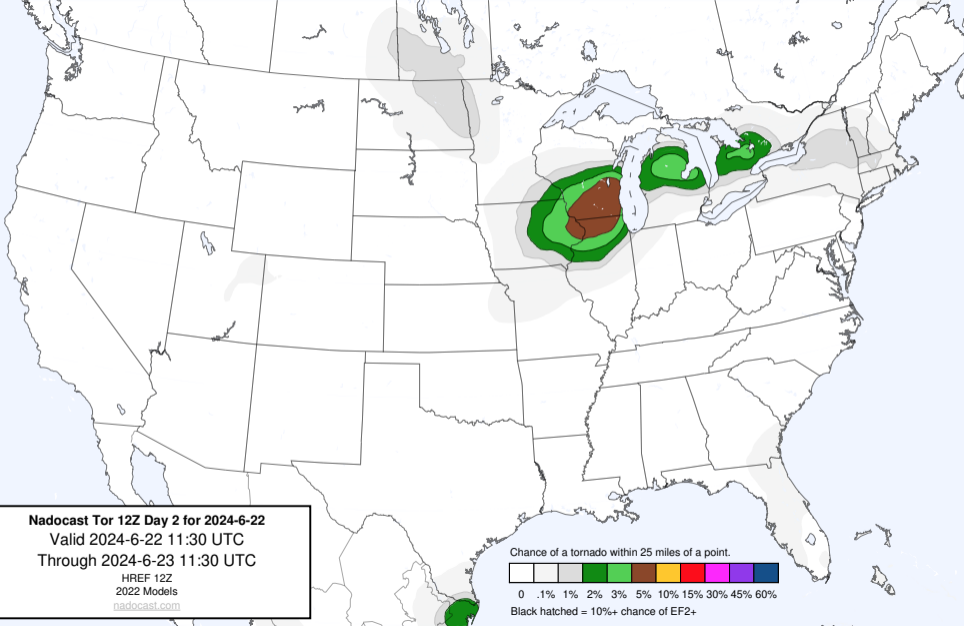 Nadocast Tor 12Z Day 2 for 2024-6-22
Valid 2024-6-22 11:30 UTC
Through 2024-6-23 11:30 UTC
HREF 12Z
2022 Models
nadocast.com
Chance of a tornado within 25 miles of a point.
0 .1% 1% 2% 3% 5% 10% 15% 30% 45% 60%
Black hatched = 10%+ chance of EF2+